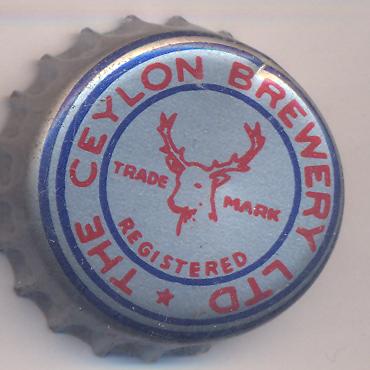 THE CEYLON BREWERY LTD
TRADE MARK
REGISTERED